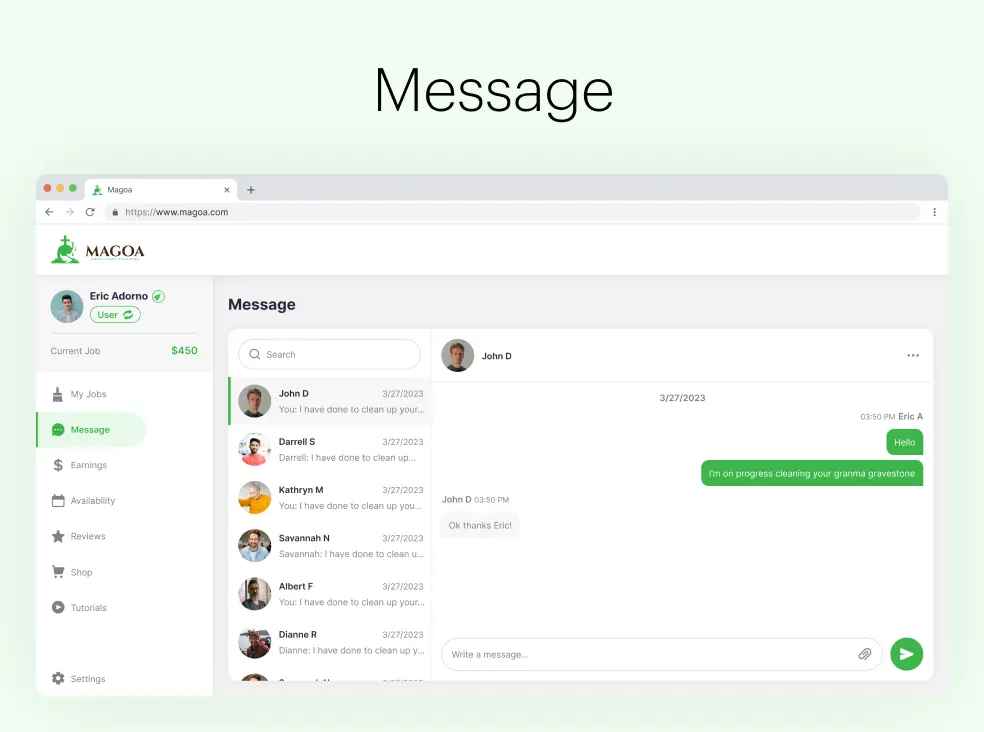 Message
Magoa
https://www.magoa.com
MAGOA
Eric Adorno
User
Current Job $450
My Jobs
Message
Earnings
Availability
Reviews
Shop
Tutorials
Settings
Message
Search
John D 3/27/2023
You: I have done to clean up your...
Darrell S 3/27/2023
Darrell: I have done to clean up...
Kathryn M 3/27/2023
You: I have done to clean up you...
Savannah N 3/27/2023
Savannah: I have done to clean u...
Albert F 3/27/2023
You: I have done to clean up your...
Dianne R 3/27/2023
Dianne: I have done to clean up y...
John D
3/27/2023
03:50 PM Eric A
Hello
I'm on progress cleaning your granma gravestone
John D 03:50 PM
Ok thanks Eric!
Write a message...